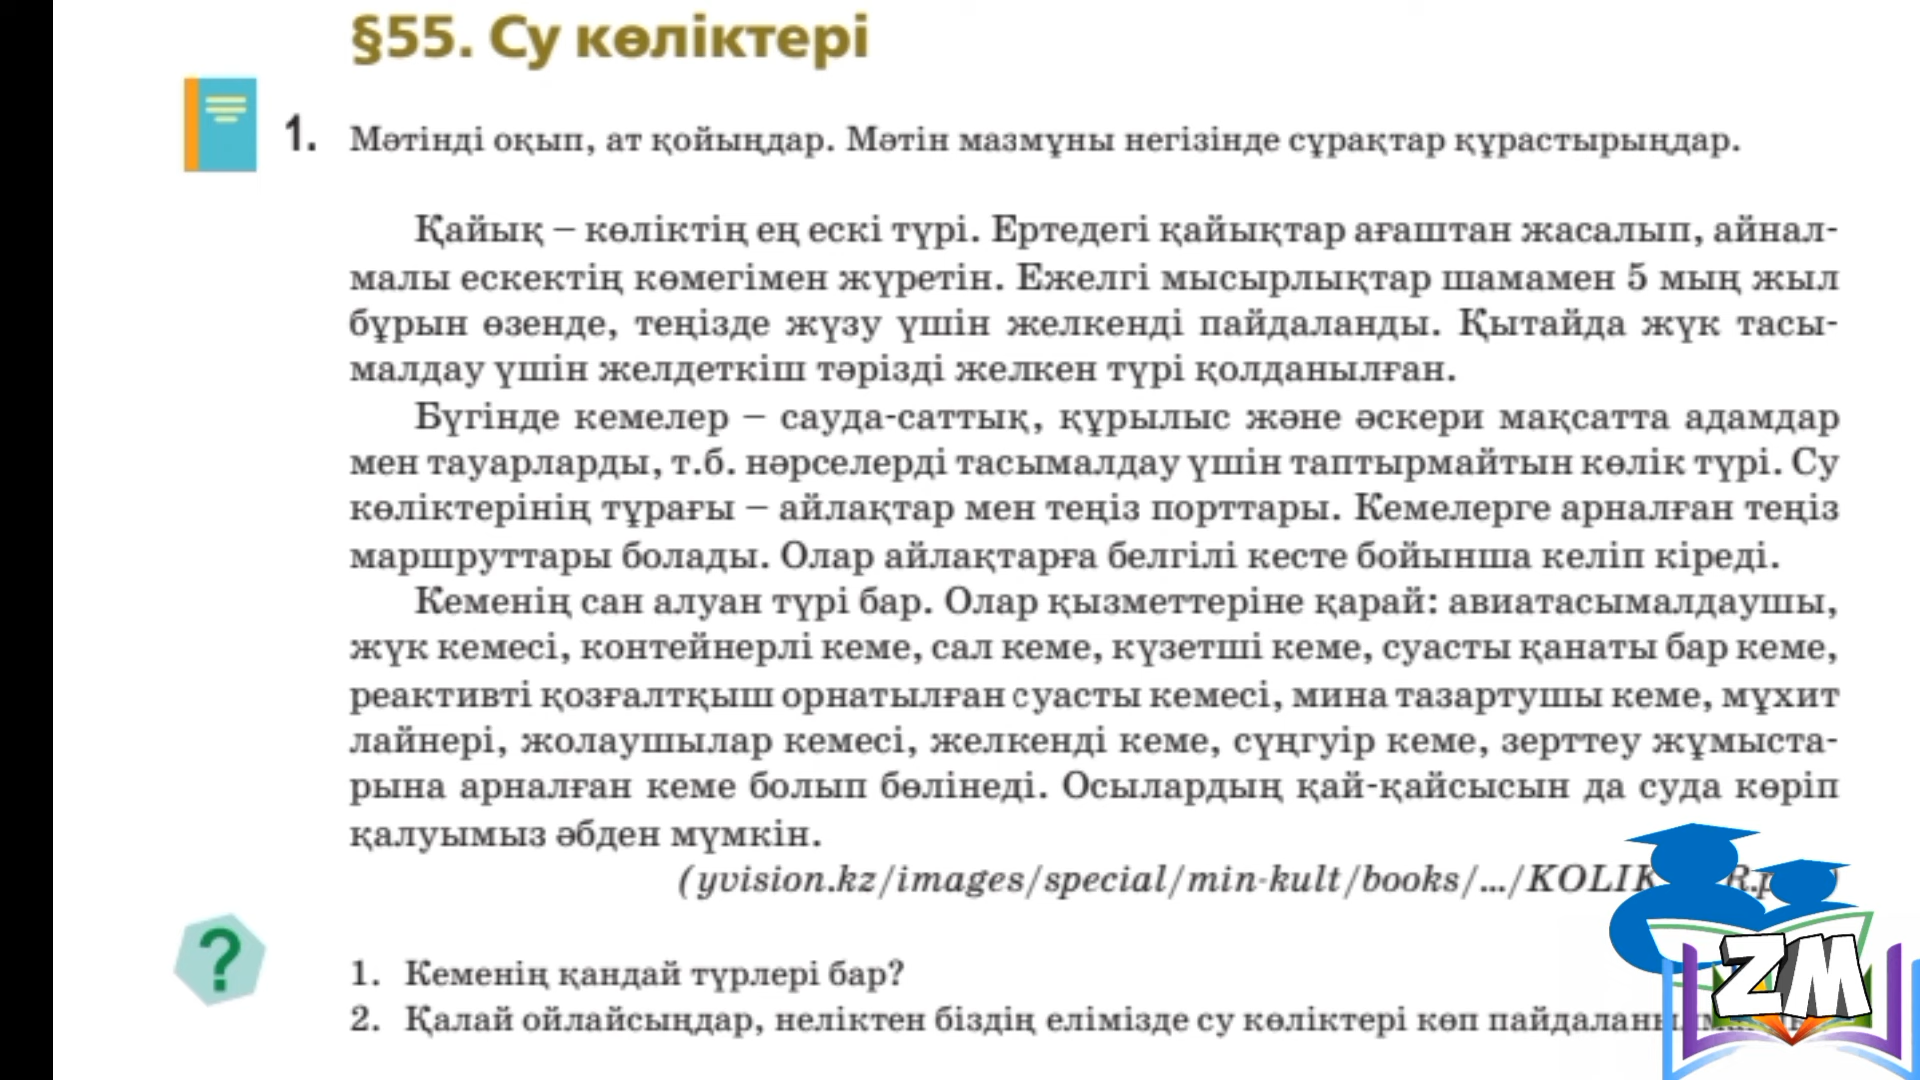 §55. Су көліктері
1. Мәтінді оқып, ат қойыңдар. Мәтін мазмұны негізінде сұрақтар құрастырыңдар.
Қайық – көліктің ең ескі түрі. Ертедегі қайықтар ағаштан жасалып, айнал-
малы ескектің көмегімен жүретін. Ежелгі мысырлықтар шамамен 5 мың жыл
бұрын өзенде, теңізде жүзу үшін желкенді пайдаланды. Қытайда жүк тасы-
малдау үшін желдеткіш тәрізді желкен түрі қолданылған.
Бүгінде кемелер – сауда-саттық, құрылыс және әскери мақсатта адамдар
мен тауарларды, т.б. нәрселерді тасымалдау үшін таптырмайтын көлік түрі. Су
көліктерінің тұрағы – айлақтар мен теңіз порттары. Кемелерге арналған теңіз
маршруттары болады. Олар айлақтарға белгілі кесте бойынша келіп кіреді.
Кеменің сан алуан түрі бар. Олар қызметтеріне қарай: авиатасымалдаушы,
жүк кемесі, контейнерлі кеме, сал кеме, күзетші кеме, суасты қанаты бар кеме,
реактивті қозғалтқыш орнатылған суасты кемесі, мина тазартушы кеме, мұхит
лайнері, жолаушылар кемесі, желкенді кеме, сүңгуір кеме, зерттеу жұмыста-
рына арналған кеме болып бөлінеді. Осылардың қай-қайсысын да суда көріп
қалуымыз әбден мүмкін.
(yvision.kz/images/special/min-kult/books/.../
?
1. Кеменің қандай түрлері бар?
2. Қалай ойлайсыңдар, неліктен біздің елімізде су көліктері көп
ZM